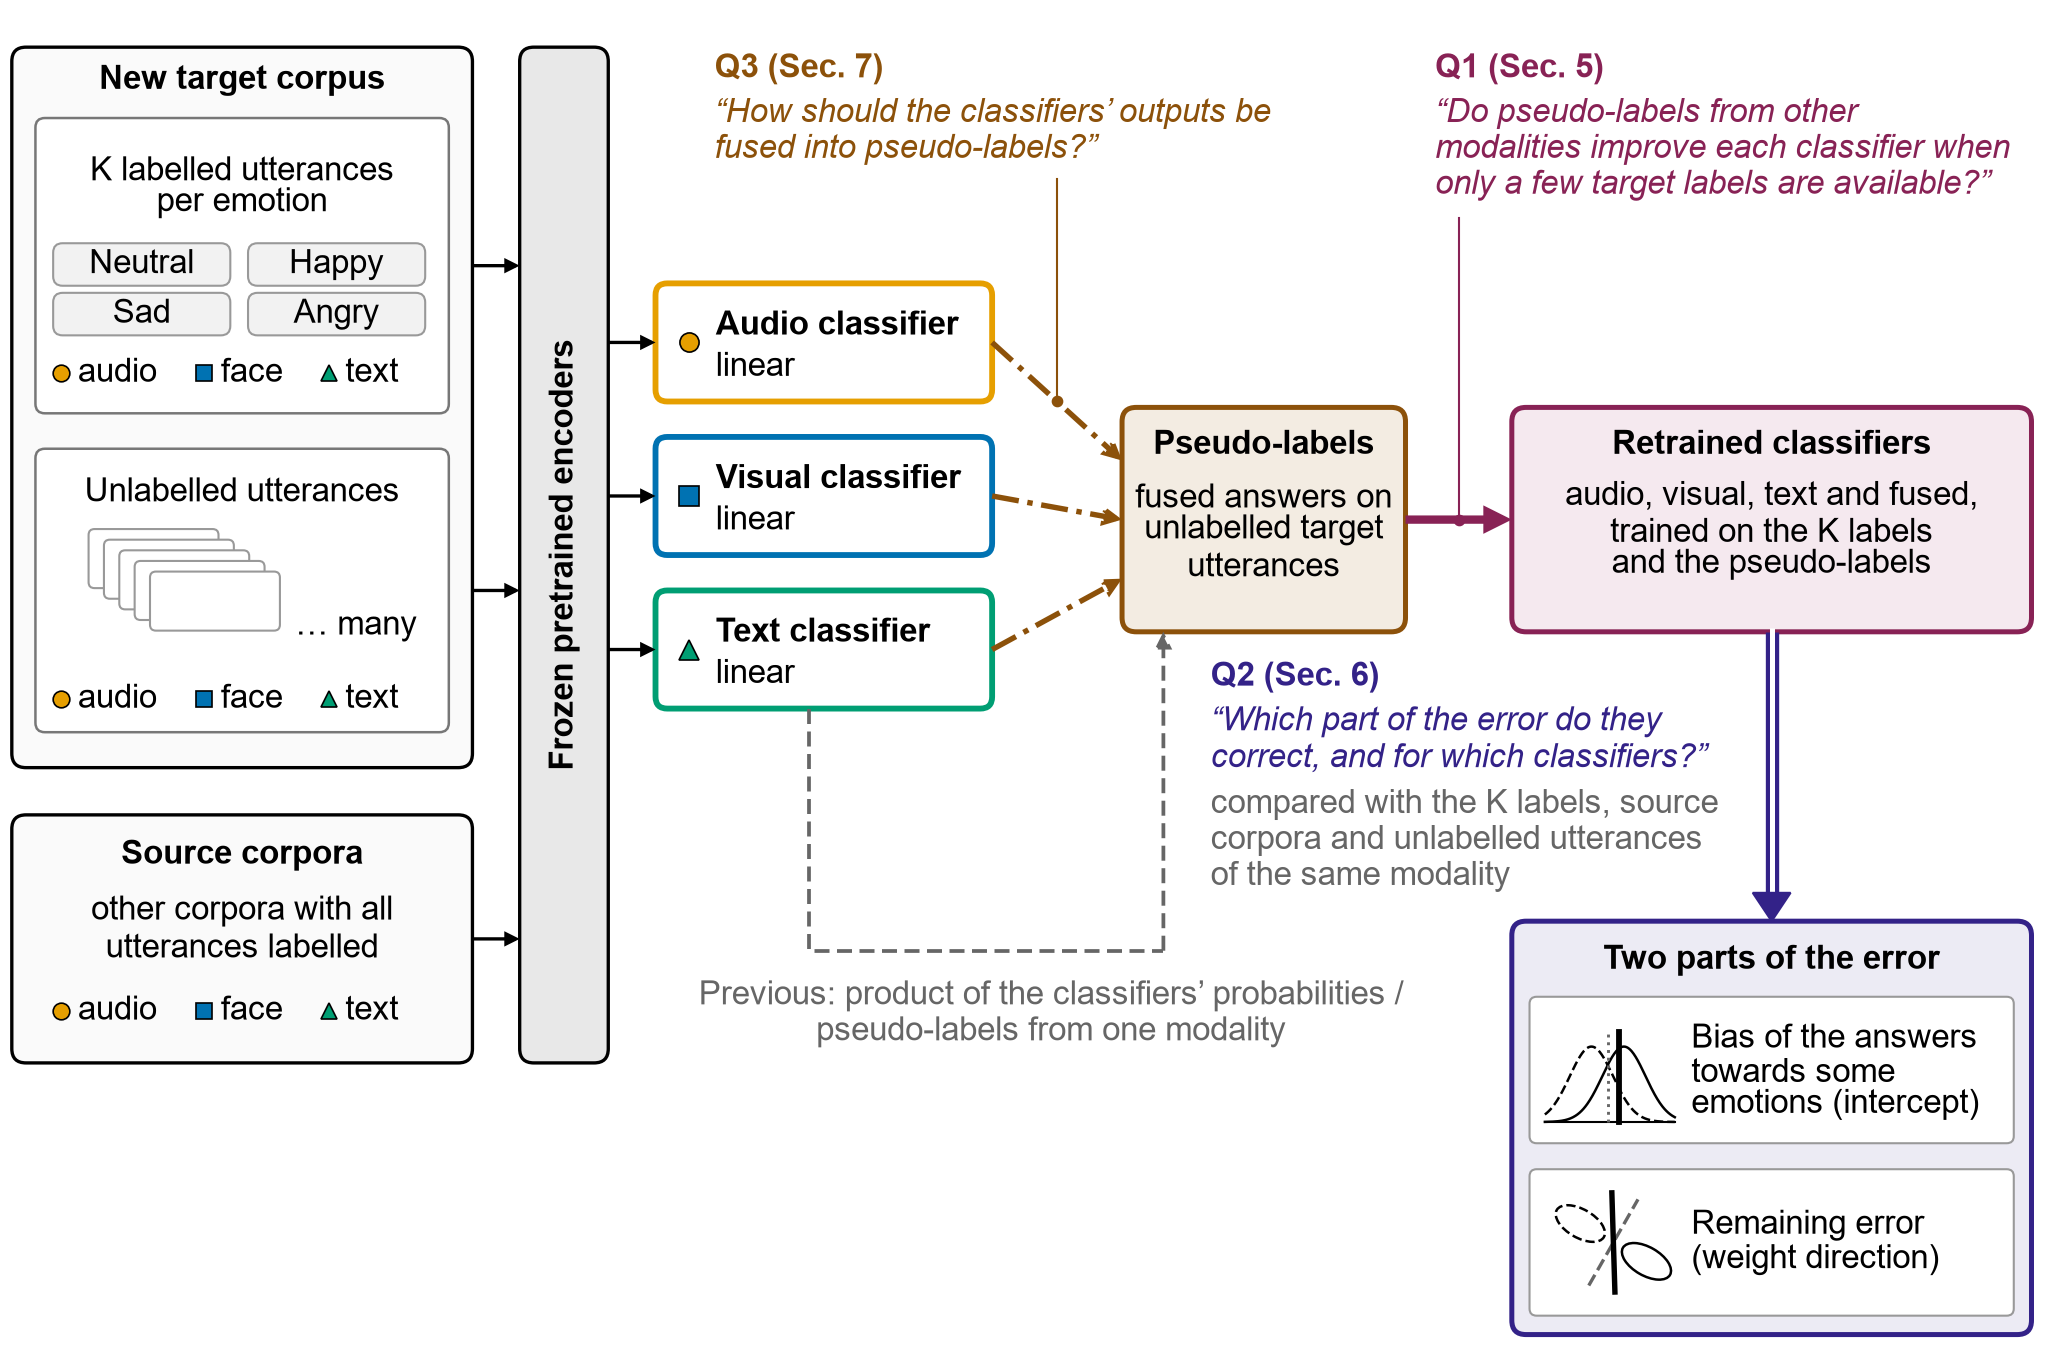 New target corpus
K labelled utterances
per emotion
Neutral
Happy
Sad
Angry
audio
face
text
Unlabelled utterances
… many
audio
face
text
Source corpora
other corpora with all
utterances labelled
audio
face
text
Frozen pretrained encoders
Q3 (Sec. 7)
“How should the classifiers’ outputs be
fused into pseudo-labels?”
Audio classifier
linear
Visual classifier
linear
Text classifier
linear
Previous: product of the classifiers’ probabilities /
pseudo-labels from one modality
Pseudo-labels
fused answers on
unlabelled target
utterances
Q1 (Sec. 5)
“Do pseudo-labels from other
modalities improve each classifier when
only a few target labels are available?”
Retrained classifiers
audio, visual, text and fused,
trained on the K labels
and the pseudo-labels
Q2 (Sec. 6)
“Which part of the error do they
correct, and for which classifiers?”
compared with the K labels, source
corpora and unlabelled utterances
of the same modality
Two parts of the error
Bias of the answers
towards some
emotions (intercept)
Remaining error
(weight direction)